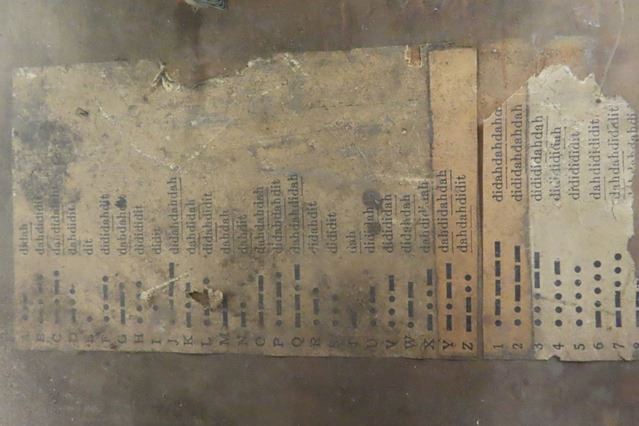 A •− didah
B −••• dahdididit
C −•−• dahdidahdit
D −•• dahdidit
E • dit
F ••−• dididahdit
G −−• dahdahdit
H •••• didididit
I •• didit
J •−−− didahdahdah
K −•− dahdidah
L •−•• didahdidit
M −− dahdah
N −• dahdit
O −−− dahdahdah
P •−−• didahdahdit
Q −−•− dahdahdidah
R •−• didahdit
S ••• dididit
T − dah
U ••− dididah
V •••− didididah
W •−− didahdah
X −••− dahdididah
Y −•−− dahdidahdah
Z −−•• dahdahdidit
1 •−−−− didahdahdahd
2 ••−−− dididahdahdah
3 •••−− didididahdah
4 ••••− dididididah
5 ••••• dididididit
6 −•••• dahdidididit
7 −−••• dahdahdididit
8